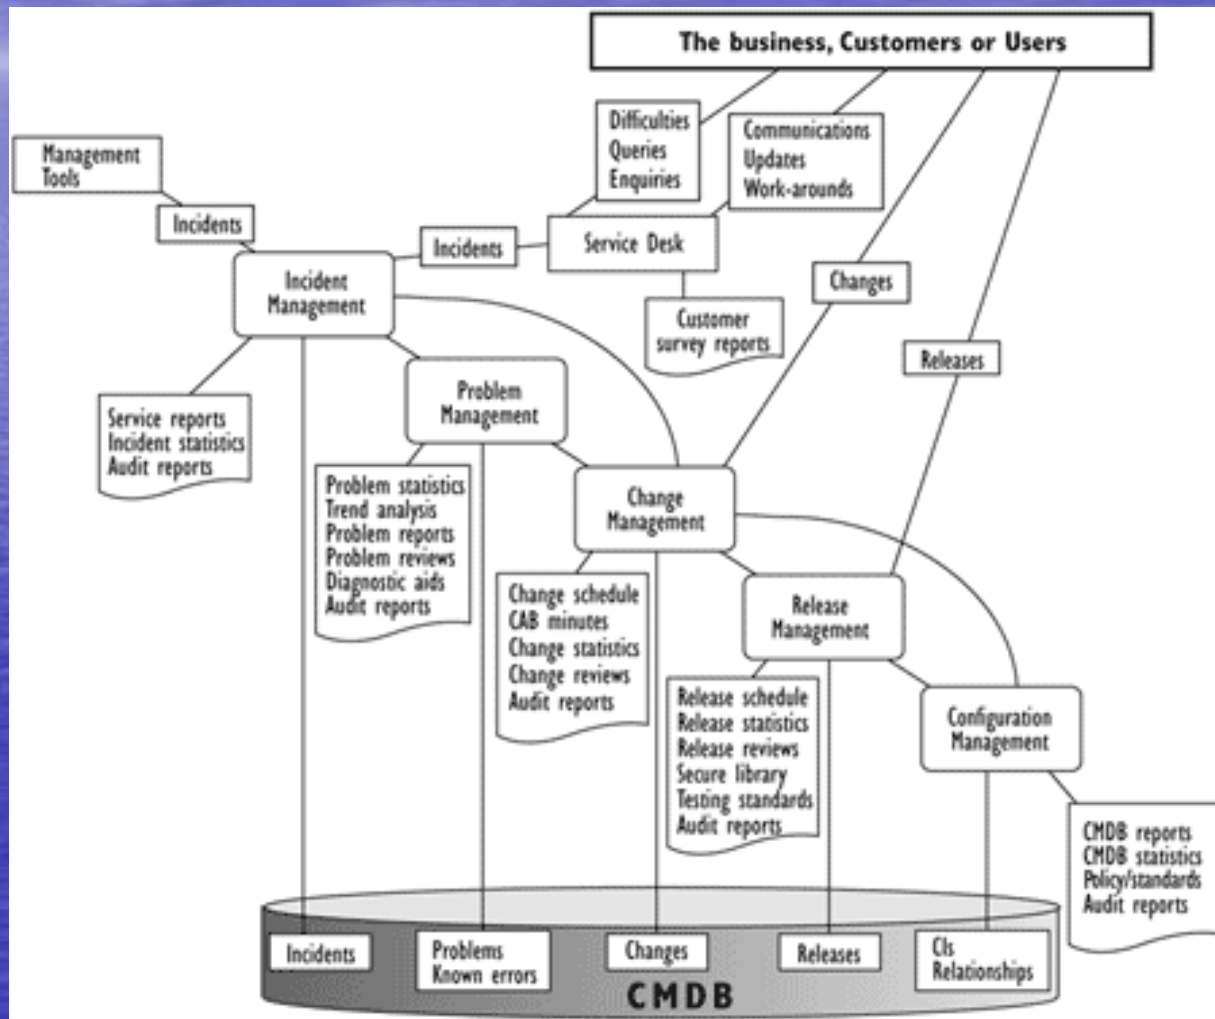 The business, Customers or Users
Difficulties
Queries
Enquiries
Communications
Updates
Work-arounds
Management
Tools
Incidents
Incidents
Service Desk
Changes
Incident
Management
Customer
survey reports
Releases
Problem
Management
Service reports
Incident statistics
Audit reports
Problem statistics
Trend analysis
Problem reports
Problem reviews
Diagnostic aids
Audit reports
Change
Management
Change schedule
CAB minutes
Change statistics
Change reviews
Audit reports
Release
Management
Release schedule
Release statistics
Release reviews
Secure library
Testing standards
Audit reports
Configuration
Management
CMDB reports
CMDB statistics
Policy/standards
Audit reports
Incidents
Problems
Known errors
Changes
Releases
CIs
Relationships
CMDB